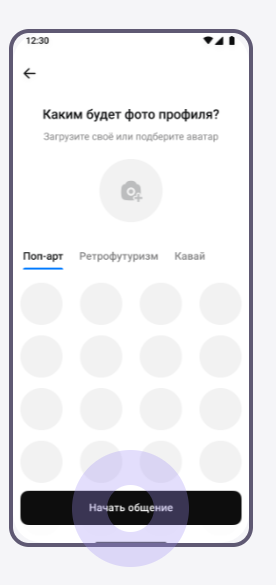 12:30
Каким будет фото профиля?
Загрузите своё или подберите аватар
Поп-арт Ретрофутуризм Кавай
Начать общение